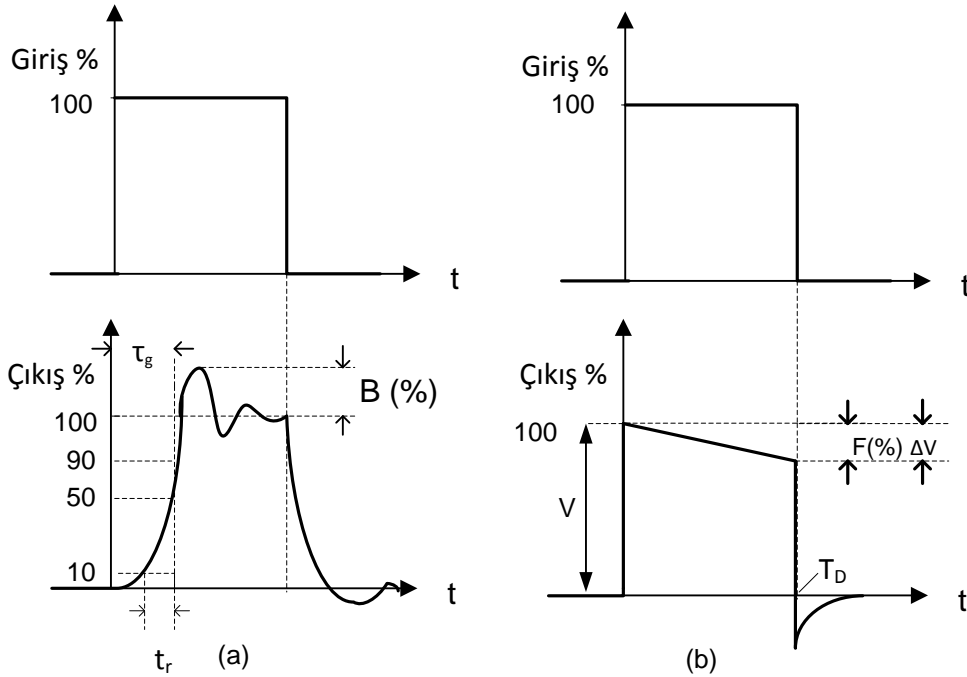 Giriş %
100
t
Çıkış %
τg
B (%)
100
90
50
10
t
tr
(a)
Giriş %
100
t
Çıkış %
100
F(%) ΔV
V
TD
t
(b)